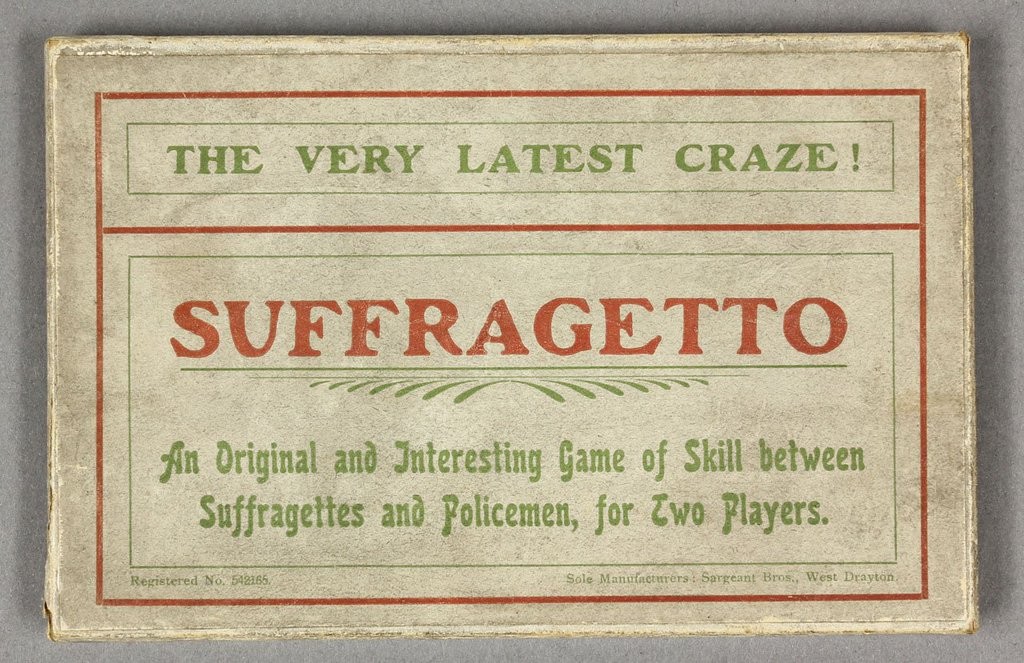 THE VERY LATEST CRAZE!
SUFFRAGETTO
An Original and Interesting Game of Skill between
Suffragettes and Policemen, for Two Players.
Registered No. 542165.
Sole Manufacturers: Sargeant Bros., West Drayton.